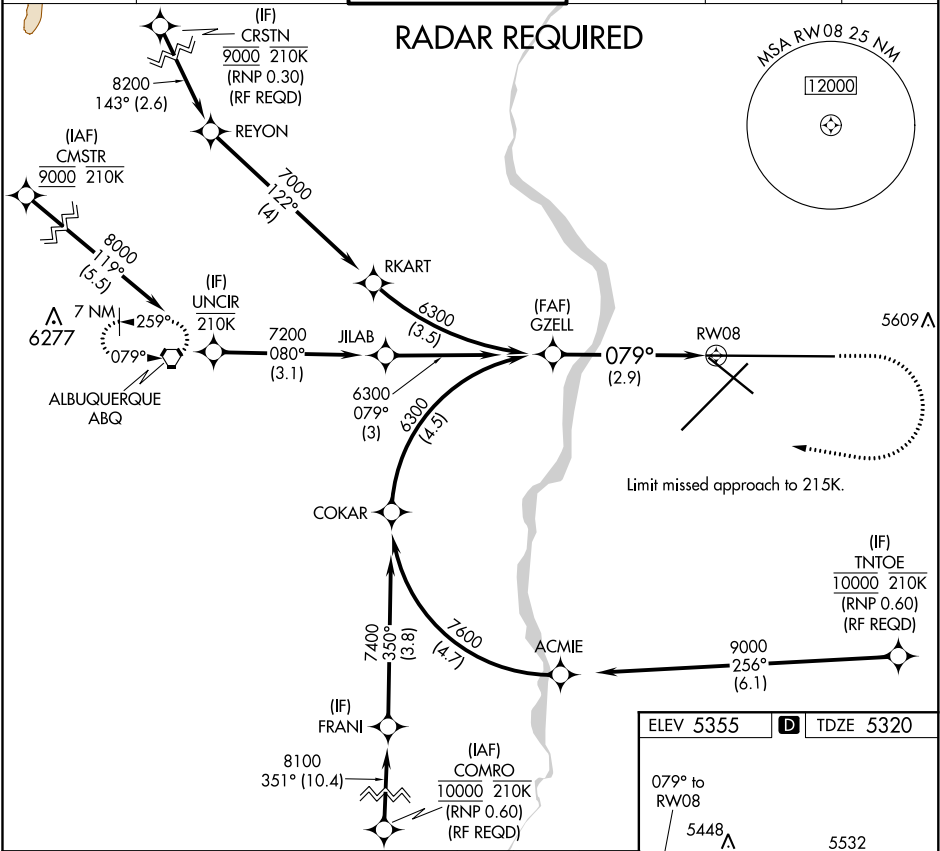 RADAR REQUIRED
(IF)
CRSTN
9000 210K
(RNP 0.30)
(RF REQD)
8200
143° (2.6)
REYON
MSA RW08 25 NM
12000
(IAF)
CMSTR
9000 210K
7000
122°
(4)
8000
119°
(5.5)
RKART
6300
(3.5)
(IF)
UNCIR
210K
7 NM
259°
079°
6277
ALBUQUERQUE
ABQ
7200
080°
(3.1)
JILAB
6300
079°
(3)
(FAF)
GZELL
079°
(2.9)
RW08
5609
6300
(4.5)
Limit missed approach to 215K.
COKAR
(IF)
TNTOE
10000 210K
(RNP 0.60)
(RF REQD)
7400
350°
(3.8)
7600
(4.7)
ACMIE
9000
256°
(6.1)
(IF)
FRANI
8100
351° (10.4)
(IAF)
COMRO
10000 210K
(RNP 0.60)
(RF REQD)
ELEV 5355 D TDZE 5320
079° to
RW08
5448
5532